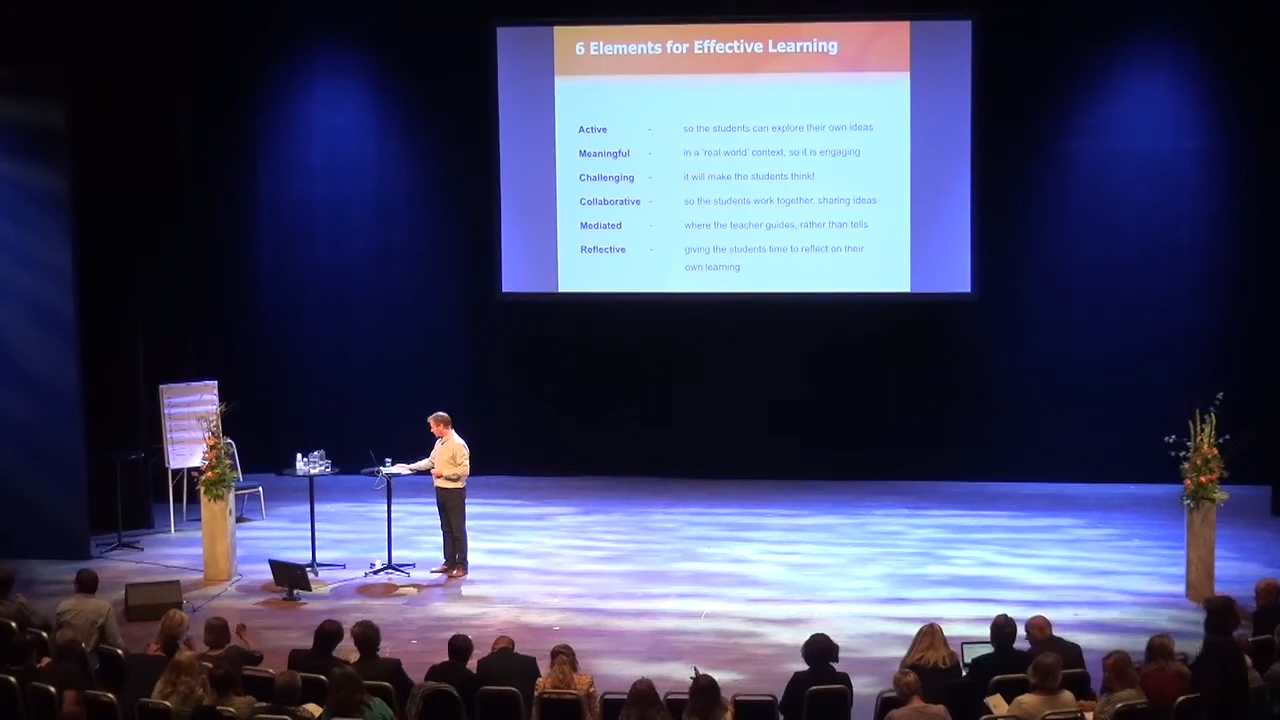 6 Elements for Effective Learning
Active - so the students can explore their own ideas
Meaningful - in a 'real world' context, so it is engaging
Challenging - it will make the students think!
Collaborative - so the students work together, sharing ideas
Mediated - where the teacher guides, rather than tells
Reflective - giving the students time to reflect on their
own learning